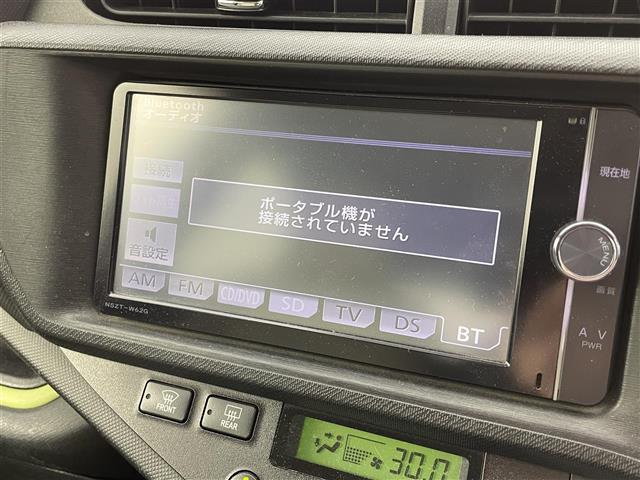 Bluetooth
オーディオ
現在地
接続
ポータブル機が
接続されていません
音設定
MENU
画質
AM FM CD/DVD SD TV DS BT
NSZT-W62G
A V
PWR
FRONT
REAR
30.0